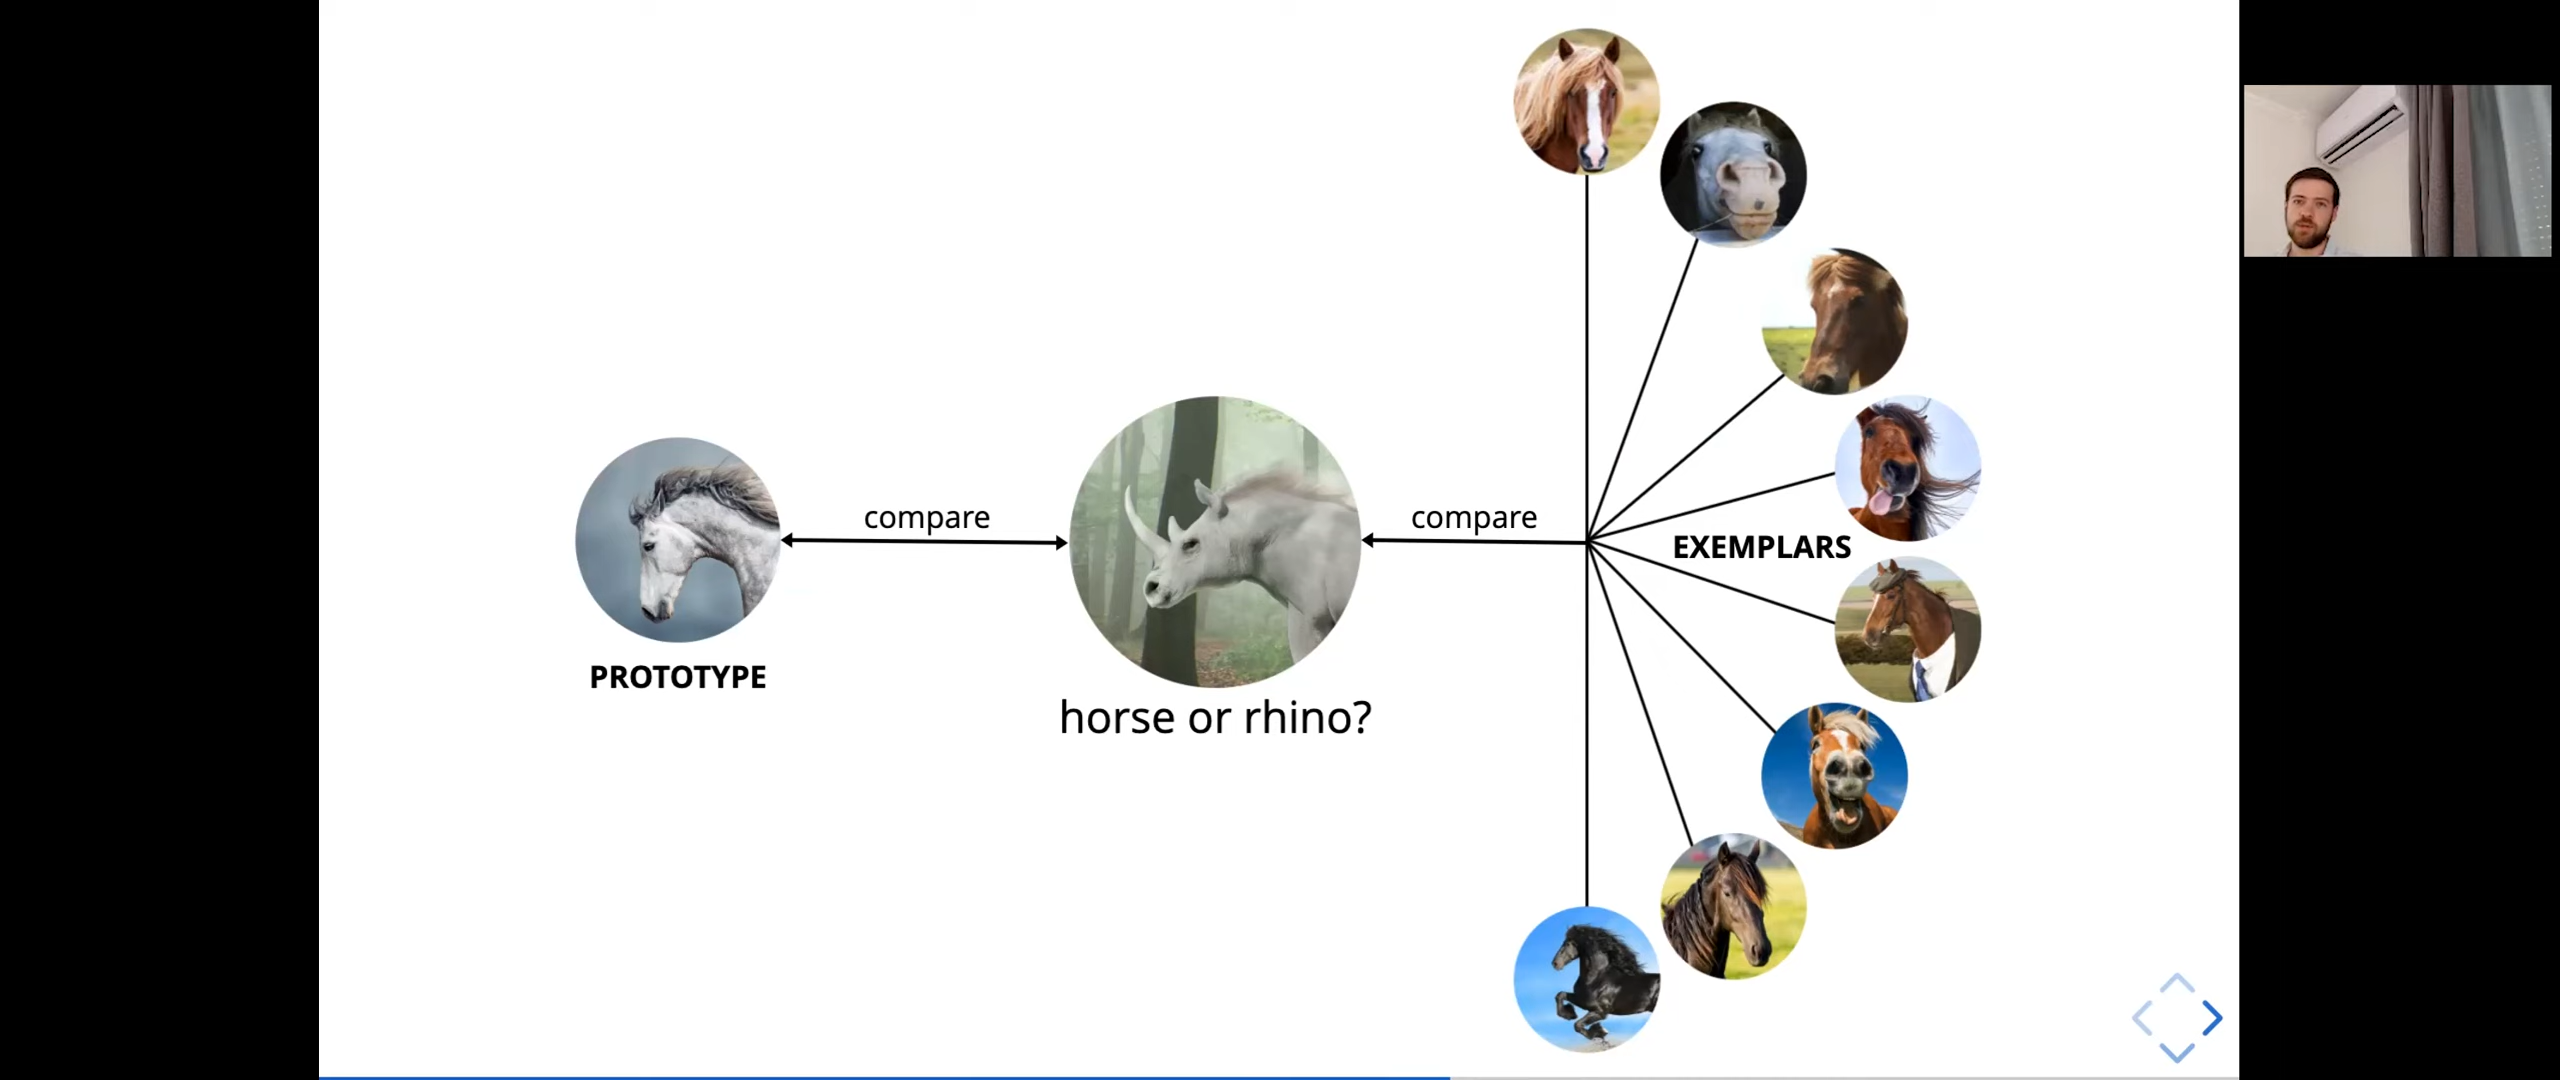 compare
compare
EXEMPLARS
PROTOTYPE
horse or rhino?